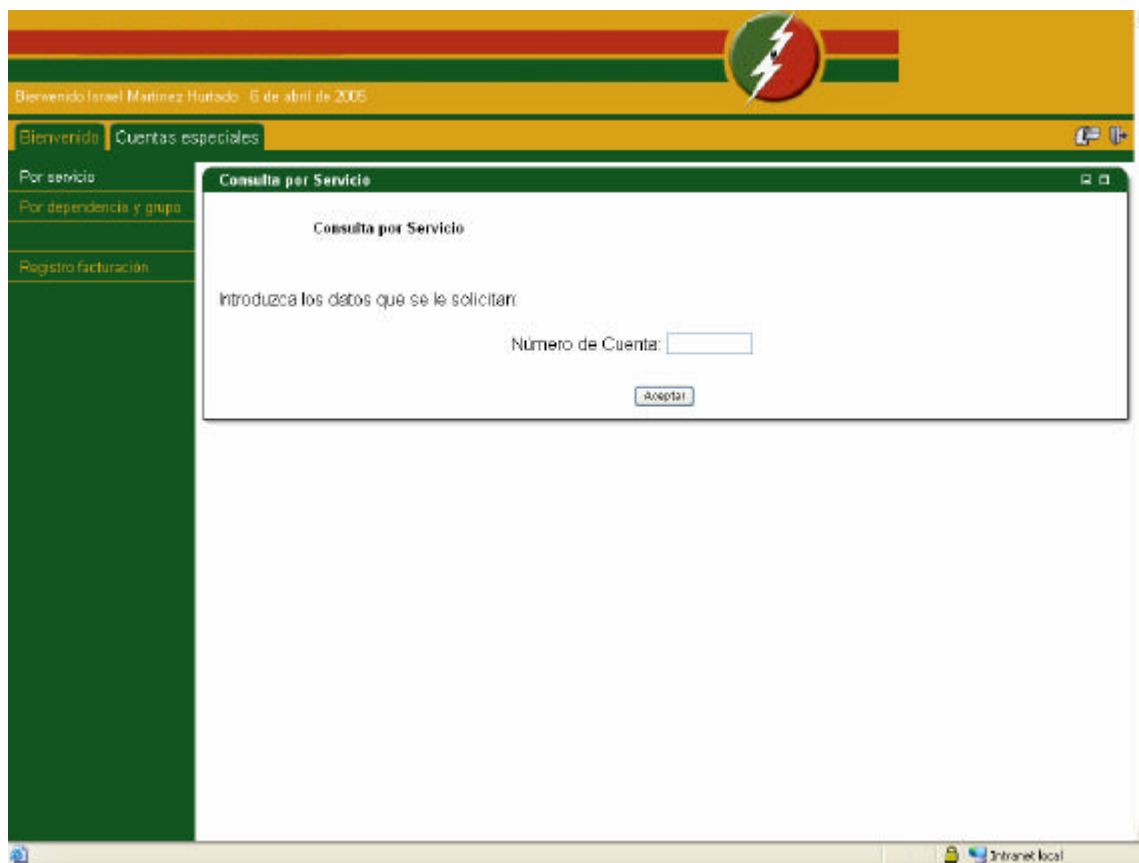 Bienvenido Israel Martinez Hurtado 6 de abril de 2005
Bienvenido Cuentas especiales
Por servicio
Por dependencia y grupo
Registro facturación
Consulta por Servicio
Consulta por Servicio
Introduzca los datos que se le solicitan:
Número de Cuenta:
Aceptar
Intranet local